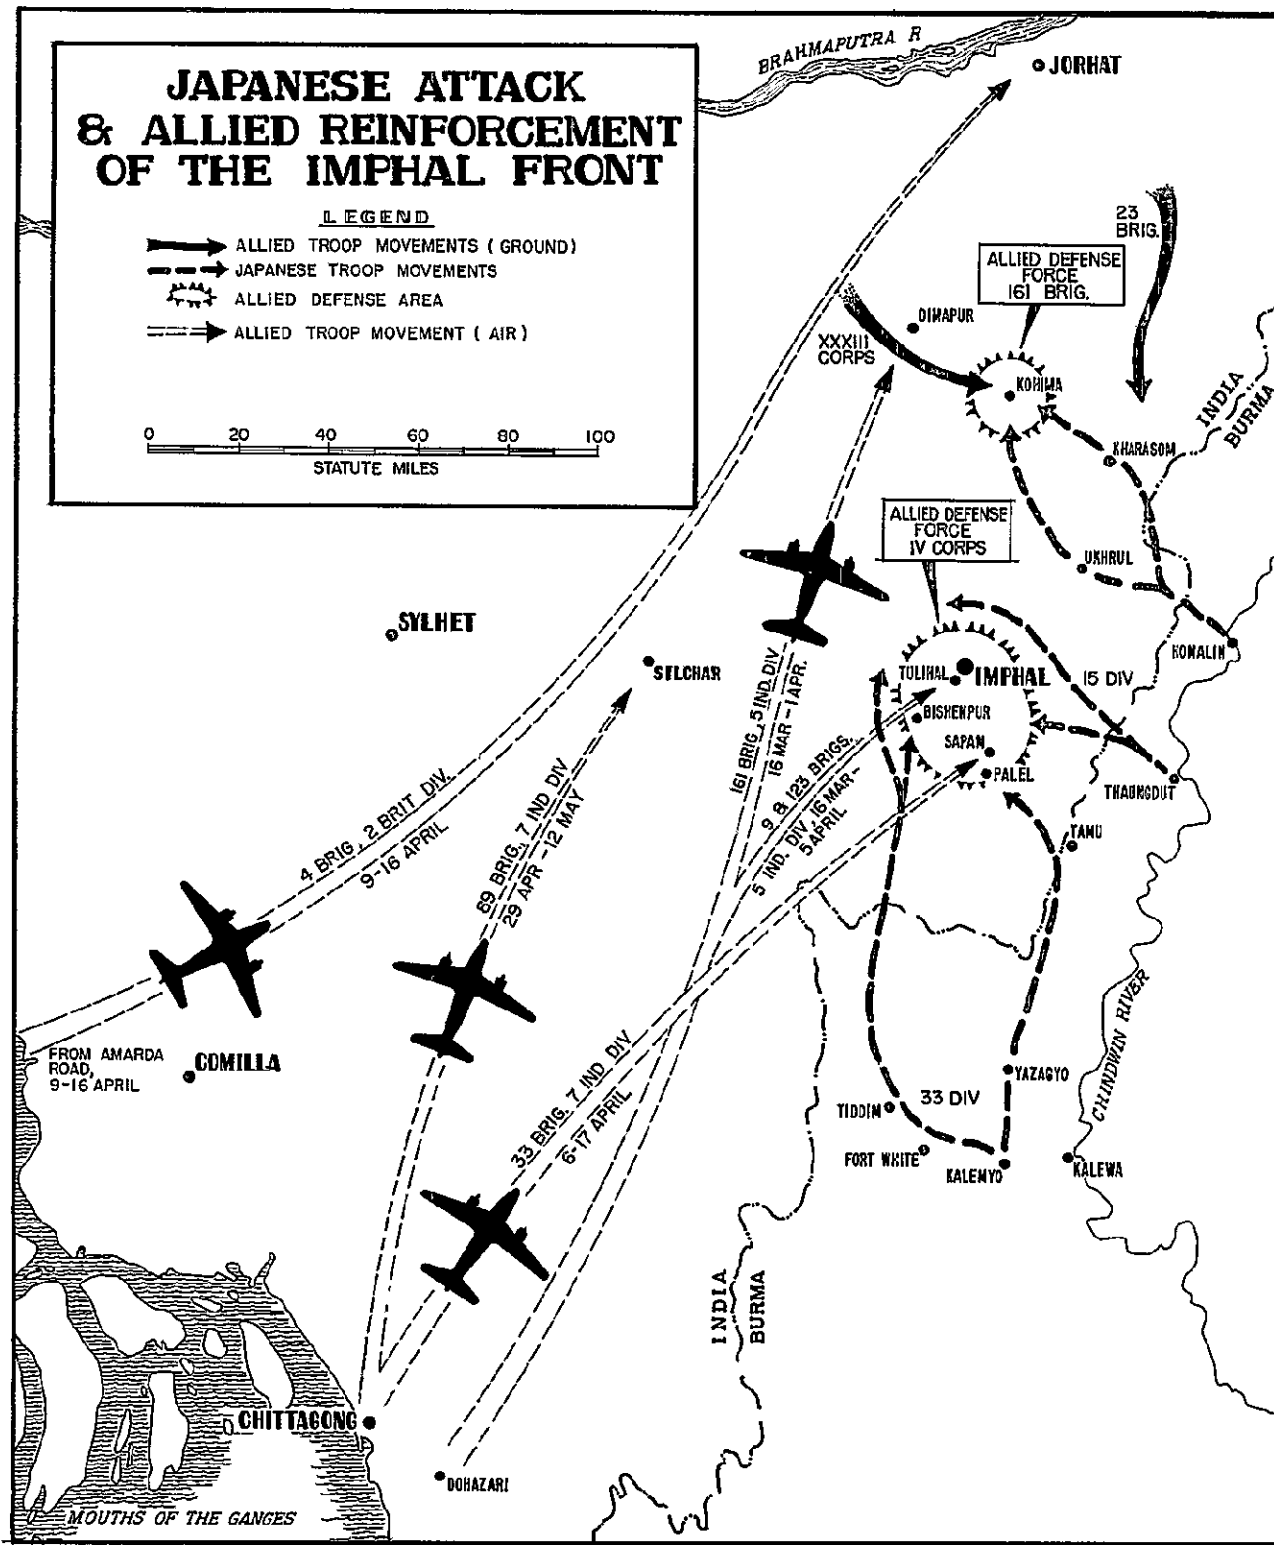 JAPANESE ATTACK
& ALLIED REINFORCEMENT
OF THE IMPHAL FRONT
LEGEND
ALLIED TROOP MOVEMENTS (GROUND)
JAPANESE TROOP MOVEMENTS
ALLIED DEFENSE AREA
ALLIED TROOP MOVEMENT (AIR)
0 20 40 60 80 100
STATUTE MILES
BRAHMAPUTRA R
JORHAT
23
BRIG.
ALLIED DEFENSE
FORCE
161 BRIG.
DIMAPUR
XXXIII
CORPS
KOHIMA
INDIA
BURMA
KHARASOM
ALLIED DEFENSE
FORCE
IV CORPS
UKHRUL
SYLHET
SILCHAR
HOMALIN
TULIHAL
IMPHAL
15 DIV
BISHENPUR
SAPAM
PALEL
THAUNGDUT
TAMU
161 BRIG, 5 IND. DIV
16 MAR - 1 APR.
9 & 123 BRIGS.
5 IND. DIV, 16 MAR-
5 APRIL
4 BRIG, 2 BRIT DIV.
9-16 APRIL
89 BRIG, 7 IND DIV
29 APR - 12 MAY
FROM AMARDA
ROAD,
9-16 APRIL
COMILLA
33 BRIG. 7 IND DIV
6-17 APRIL
CHINDWIN RIVER
YAZAGYO
TIDDIM
33 DIV
FORT WHITE
KALEMYO
KALEWA
INDIA
BURMA
CHITTAGONG
DOHAZARI
MOUTHS OF THE GANGES